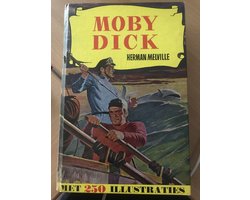 MOBY
DICK
HERMAN MELVILLE
MET 250 ILLUSTRATIES